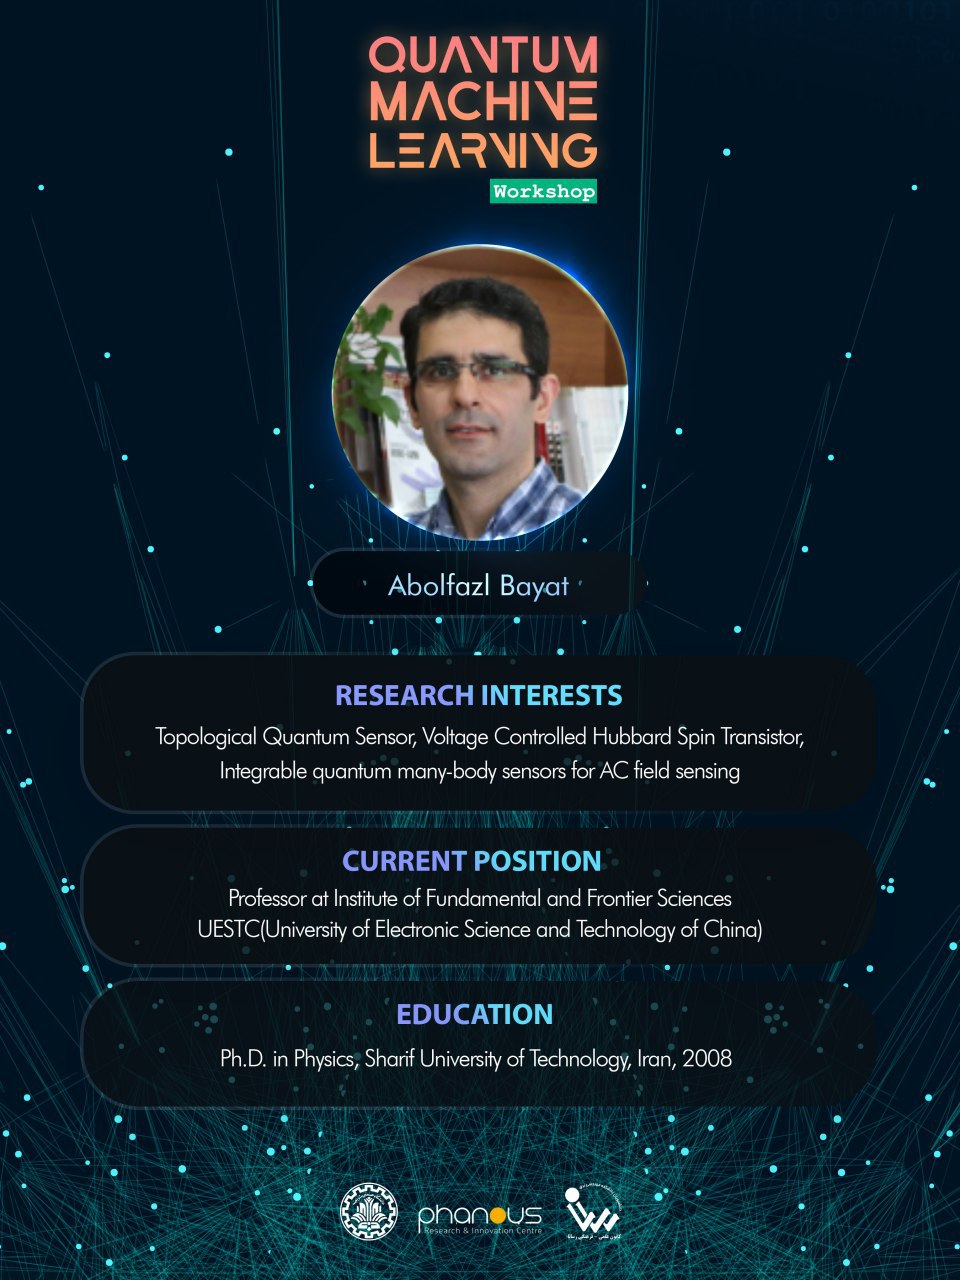 QUANTUM
MACHINE
LEARNING
Workshop
Abolfazl Bayat
RESEARCH INTERESTS
Topological Quantum Sensor, Voltage Controlled Hubbard Spin Transistor,
Integrable quantum many-body sensors for AC field sensing
CURRENT POSITION
Professor at Institute of Fundamental and Frontier Sciences
UESTC(University of Electronic Science and Technology of China)
EDUCATION
Ph.D. in Physics, Sharif University of Technology, Iran, 2008
phanous
Research & Innovation Centre